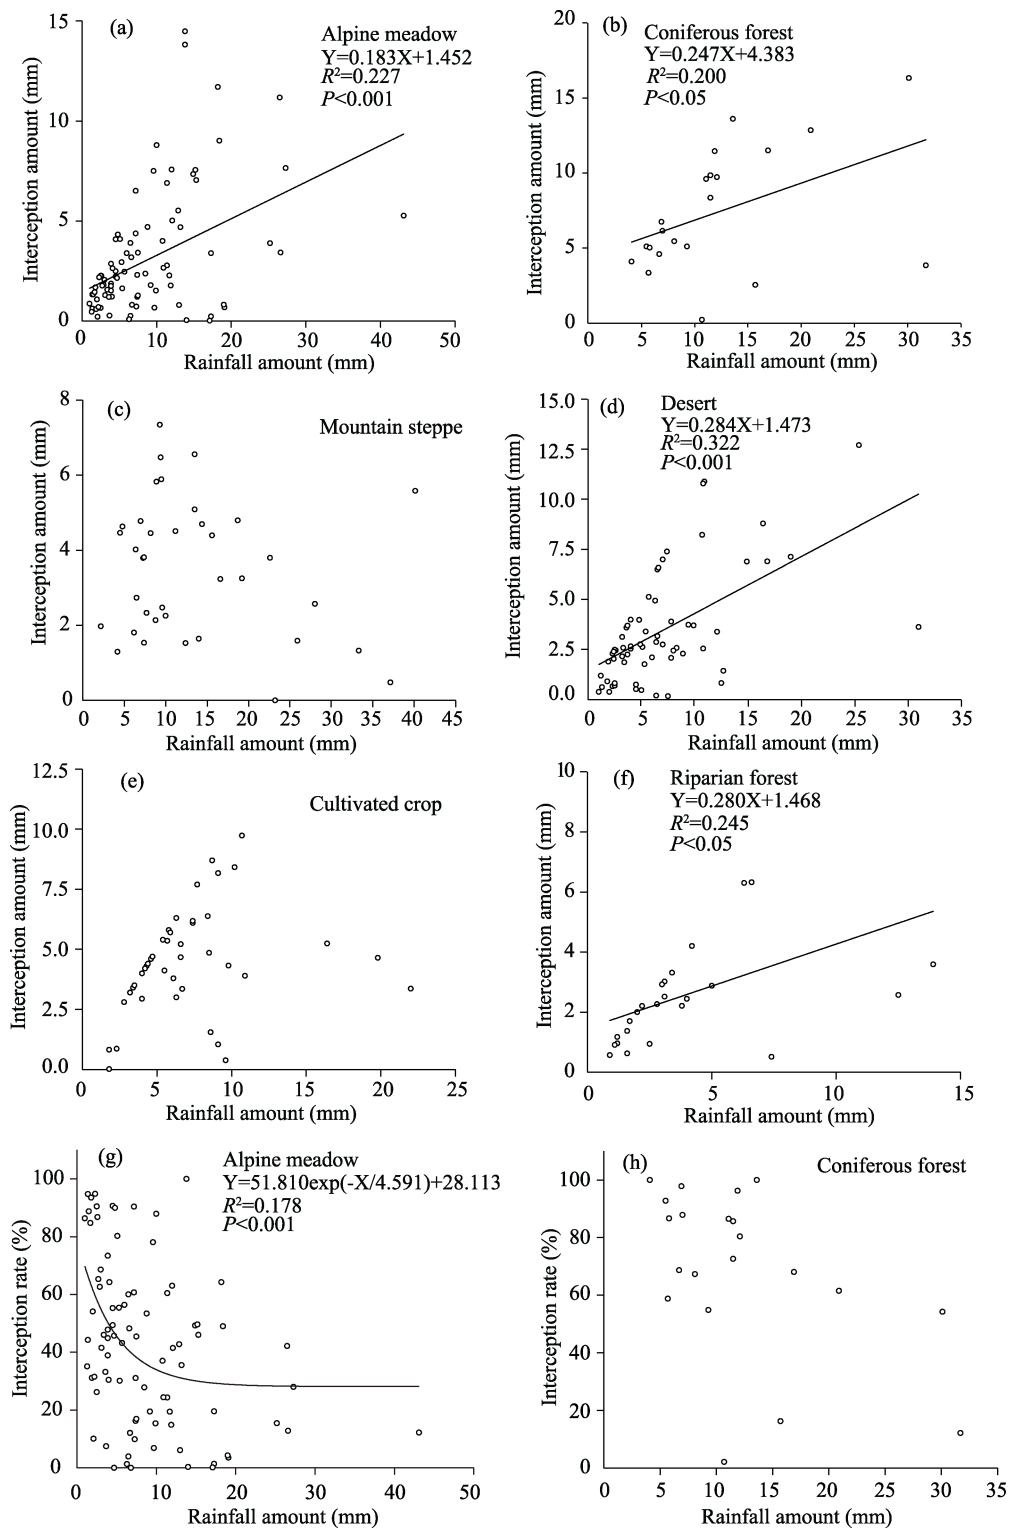 (a)
Alpine meadow
Y=0.183X+1.452
R²=0.227
P<0.001
15
10
5
0
0 10 20 30 40 50
Interception amount (mm)
Rainfall amount (mm)
(b)
Coniferous forest
Y=0.247X+4.383
R²=0.200
P<0.05
20
15
10
5
0
0 5 10 15 20 25 30 35
Interception amount (mm)
Rainfall amount (mm)
(c)
Mountain steppe
8
6
4
2
0
0 5 10 15 20 25 30 35 40 45
Interception amount (mm)
Rainfall amount (mm)
(d)
Desert
Y=0.284X+1.473
R²=0.322
P<0.001
15.0
12.5
10.0
7.5
5.0
2.5
0.0
0 5 10 15 20 25 30 35
Interception amount (mm)
Rainfall amount (mm)
(e)
Cultivated crop
12.5
10.0
7.5
5.0
2.5
0.0
0 5 10 15 20 25
Interception amount (mm)
Rainfall amount (mm)
(f)
Riparian forest
Y=0.280X+1.468
R²=0.245
P<0.05
10
8
6
4
2
0
0 5 10 15
Interception amount (mm)
Rainfall amount (mm)
(g)
Alpine meadow
Y=51.810exp(-X/4.591)+28.113
R²=0.178
P<0.001
100
80
60
40
20
0
0 10 20 30 40 50
Interception rate (%)
Rainfall amount (mm)
(h)
Coniferous forest
100
80
60
40
20
0
0 5 10 15 20 25 30 35
Interception rate (%)
Rainfall amount (mm)